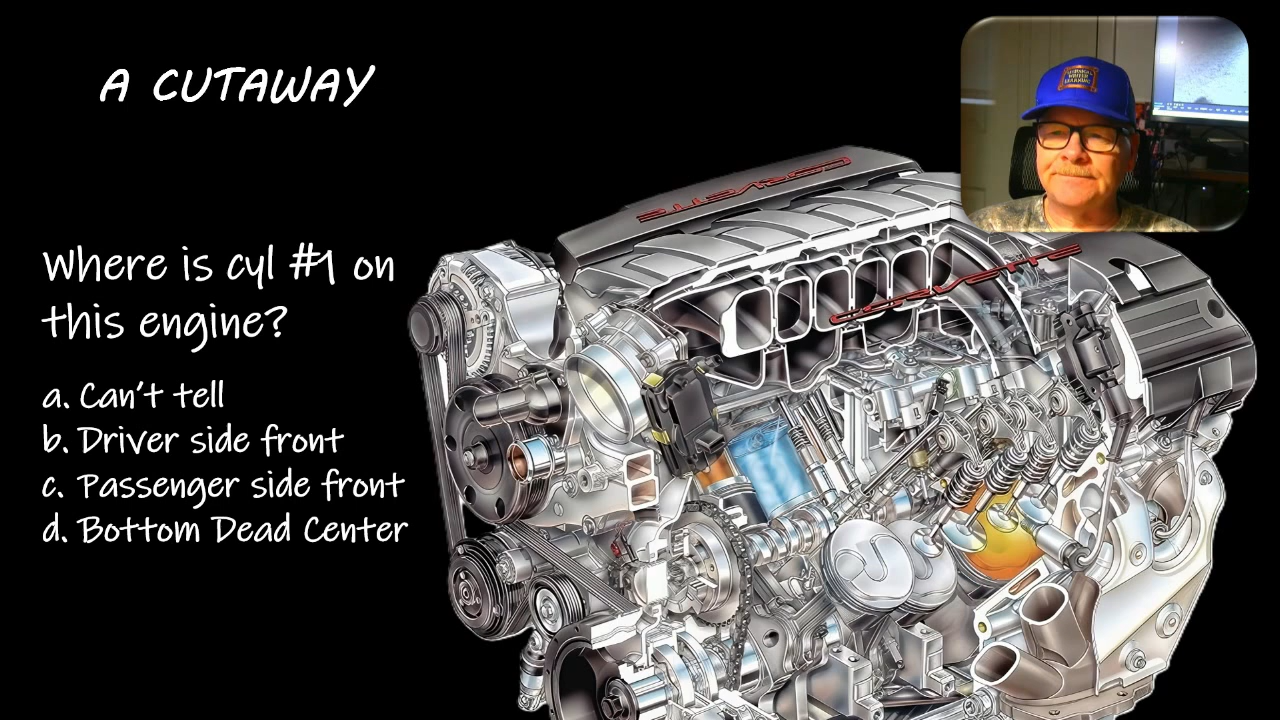 A CUTAWAY
Where is cyl #1 on
this engine?
a. Can't tell
b. Driver side front
c. Passenger side front
d. Bottom Dead Center
CORVETTE
CORVETTE